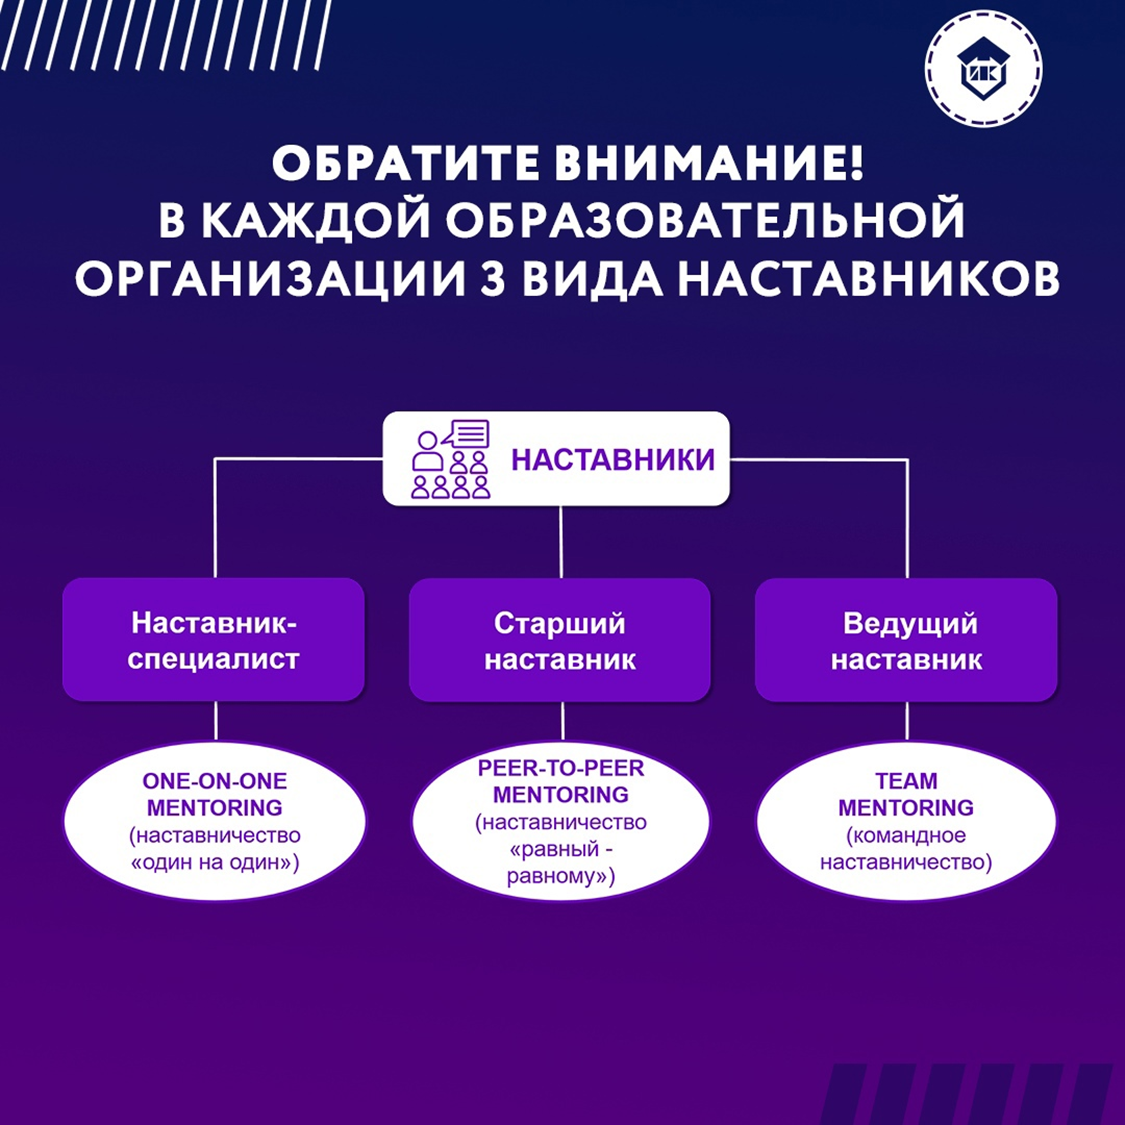 ИПК
ОБРАТИТЕ ВНИМАНИЕ!
В КАЖДОЙ ОБРАЗОВАТЕЛЬНОЙ
ОРГАНИЗАЦИИ 3 ВИДА НАСТАВНИКОВ
НАСТАВНИКИ
Наставник-
специалист
Старший
наставник
Ведущий
наставник
ONE-ON-ONE
MENTORING
(наставничество
«один на один»)
PEER-TO-PEER
MENTORING
(наставничество
«равный -
равному»)
TEAM
MENTORING
(командное
наставничество)